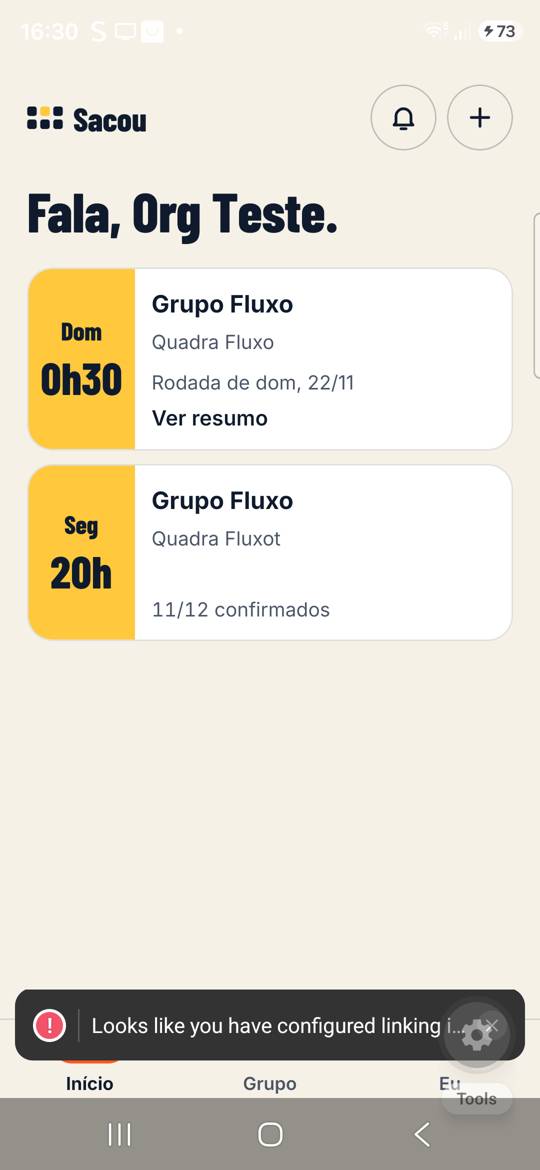 16:30
73
Sacou
Fala, Org Teste.
Dom
0h30
Grupo Fluxo
Quadra Fluxo
Rodada de dom, 22/11
Ver resumo
Seg
20h
Grupo Fluxo
Quadra Fluxot
11/12 confirmados
Looks like you have configured linking i...
Início
Grupo
Eu
Tools